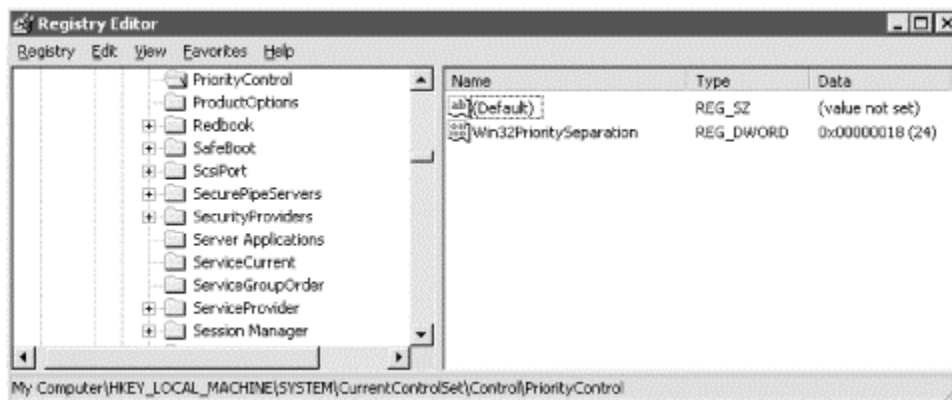 Registry Editor
Registry Edit View Favorites Help
PriorityControl
ProductOptions
Redbook
SafeBoot
ScsiPort
SecurePipeServers
SecurityProviders
Server Applications
ServiceCurrent
ServiceGroupOrder
ServiceProvider
Session Manager
Name Type Data
(Default) REG_SZ (value not set)
Win32PrioritySeparation REG_DWORD 0x00000018 (24)
My Computer\HKEY_LOCAL_MACHINE\SYSTEM\CurrentControlSet\Control\PriorityControl